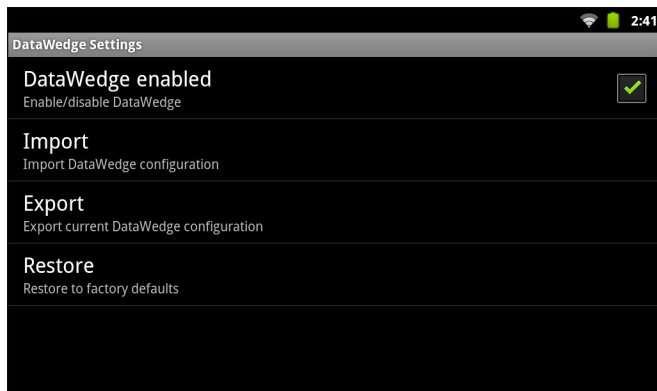 2:41
DataWedge Settings
DataWedge enabled
Enable/disable DataWedge
Import
Import DataWedge configuration
Export
Export current DataWedge configuration
Restore
Restore to factory defaults